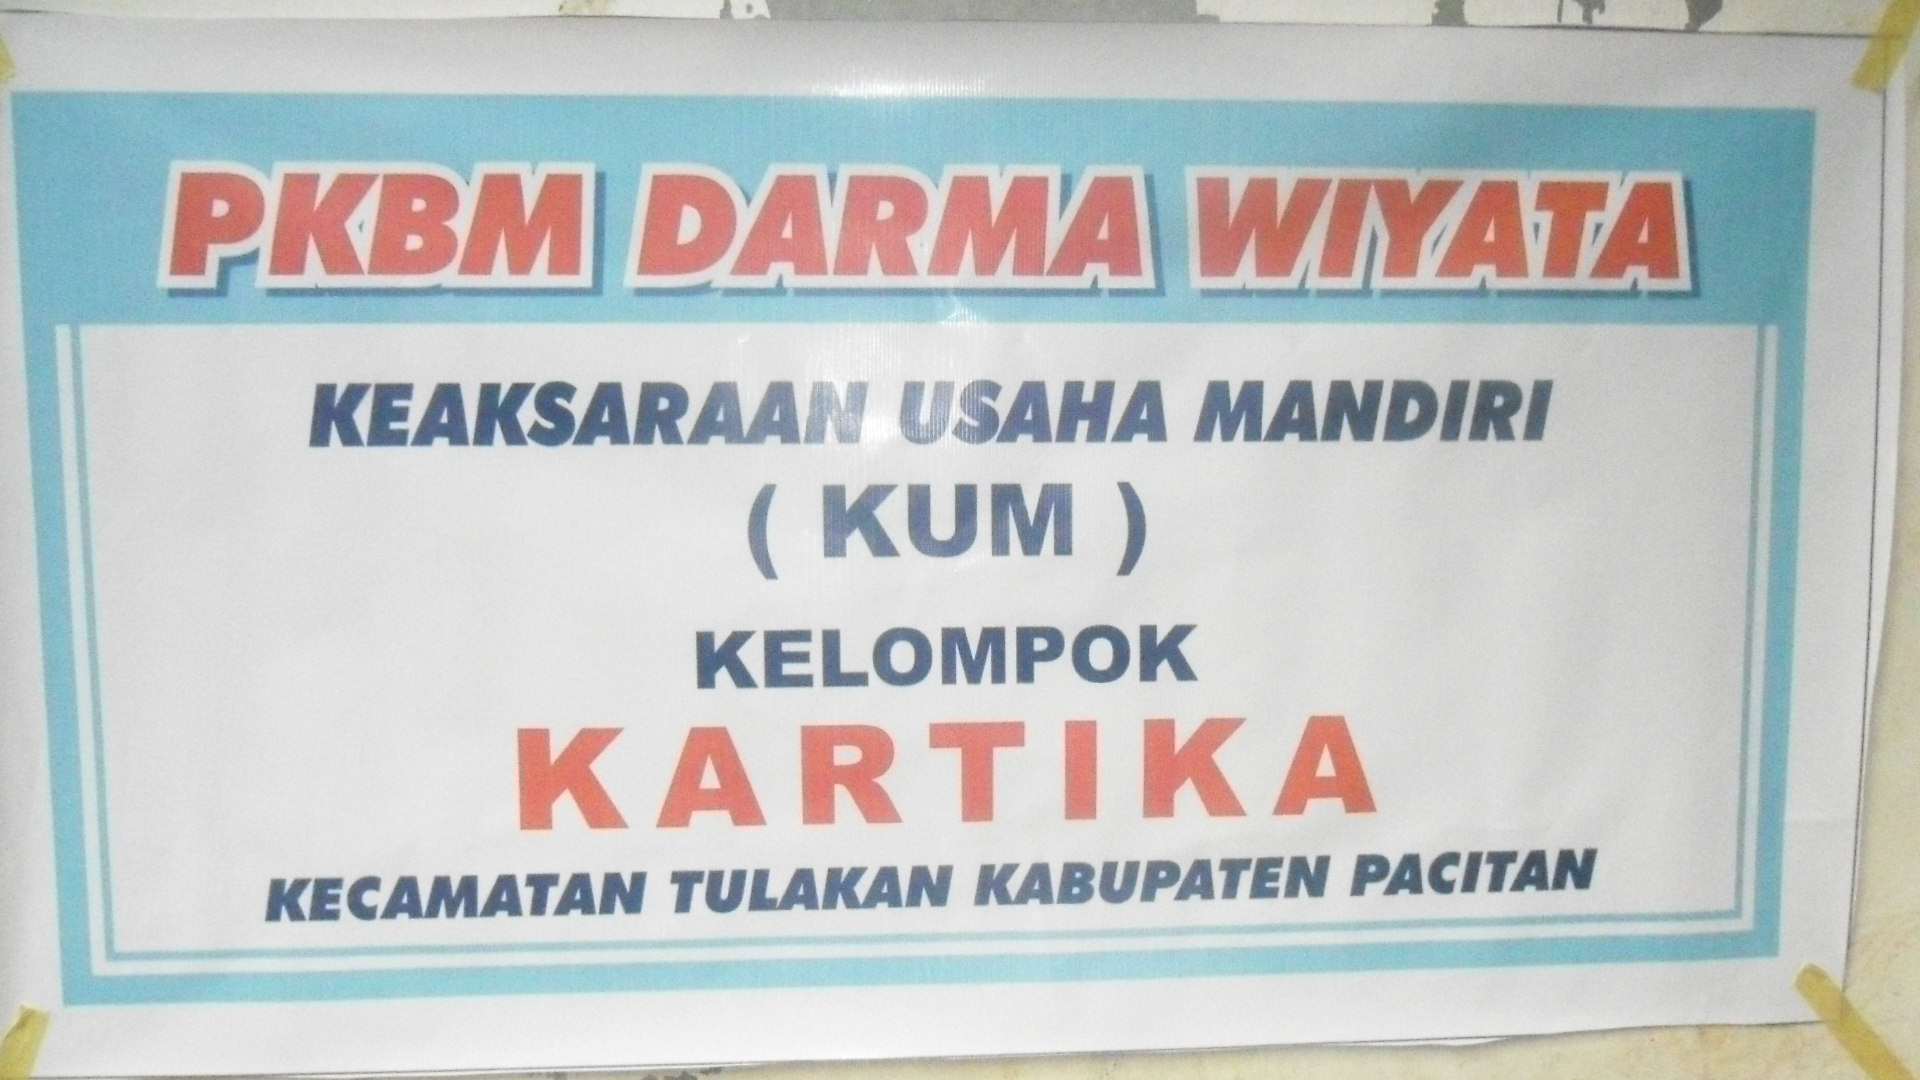 PKBM DARMA WIYATA
KEAKSARAAN USAHA MANDIRI
( KUM )
KELOMPOK
KARTIKA
KECAMATAN TULAKAN KABUPATEN PACITAN